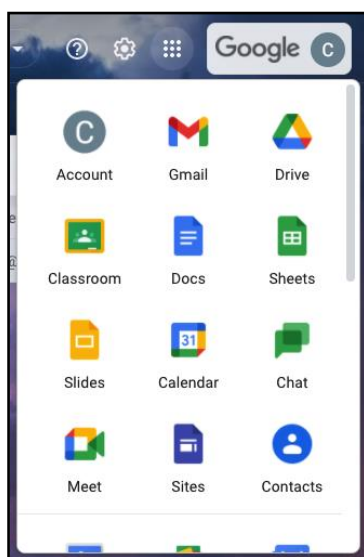 Google C
C
Account Gmail Drive
Classroom Docs Sheets
31
Slides Calendar Chat
Meet Sites Contacts
e
@